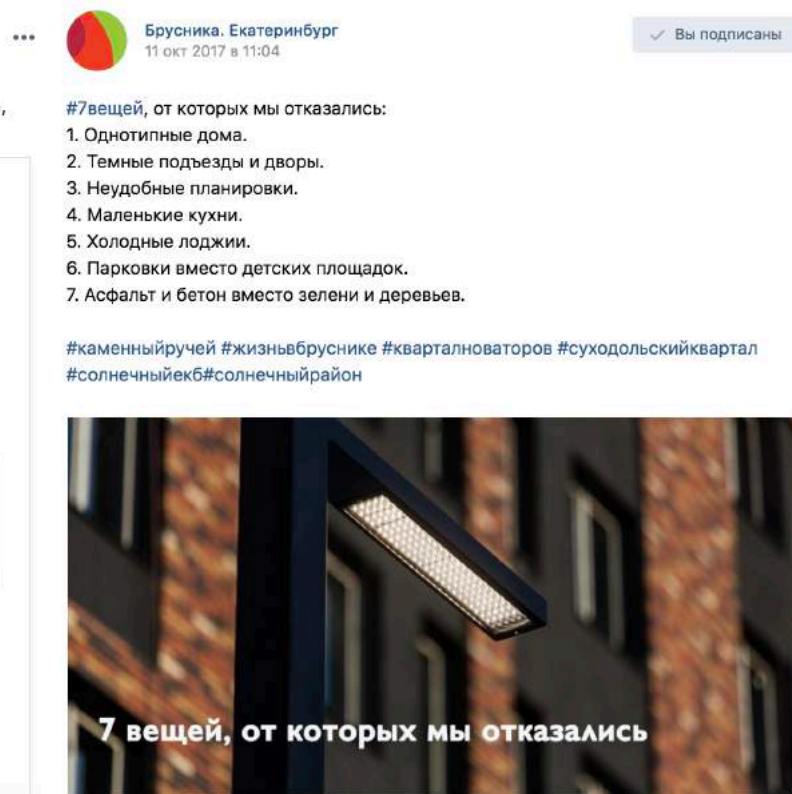 Брусника. Екатеринбург
11 окт 2017 в 11:04
Вы подписаны
#7вещей, от которых мы отказались:
1. Однотипные дома.
2. Темные подъезды и дворы.
3. Неудобные планировки.
4. Маленькие кухни.
5. Холодные лоджии.
6. Парковки вместо детских площадок.
7. Асфальт и бетон вместо зелени и деревьев.
#каменныйручей #жизньвбруснике #кварталноваторов #суходольскийквартал
#солнечныйекб#солнечныйрайон
7 вещей, от которых мы отказались